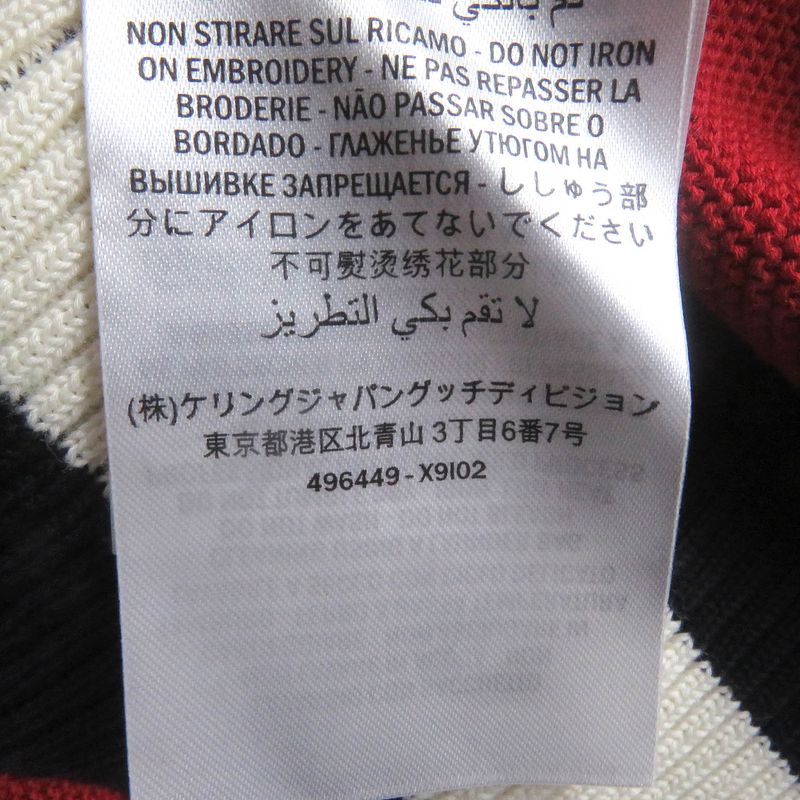 تقم بكي
NON STIRARE SUL RICAMO - DO NOT IRON
ON EMBROIDERY - NE PAS REPASSER LA
BRODERIE - NÃO PASSAR SOBRE O
BORDADO - ГЛАЖЕНЬЕ УТЮГОМ НА
ВЫШИВКЕ ЗАПРЕЩАЕТСЯ - ししゅう部
分にアイロンをあてないでください
不可熨烫绣花部分
لا تقم بكي التطريز
(株)ケリングジャパングッチディビジョン
東京都港区北青山 3丁目6番7号
496449 - X9I02